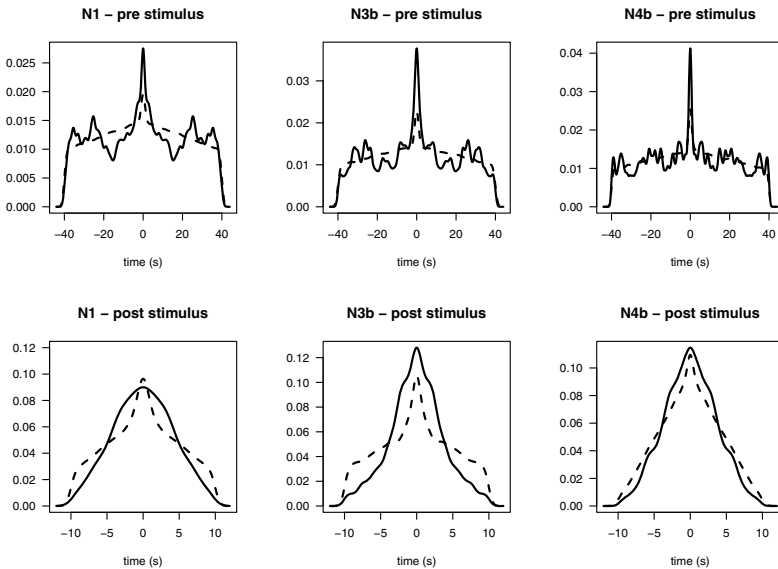 N1 − pre stimulus
N3b − pre stimulus
N4b − pre stimulus
0.025
0.020
0.015
0.010
0.005
0.000
−40 −20 0 20 40
time (s)
0.03
0.02
0.01
0.00
−40 −20 0 20 40
time (s)
0.04
0.03
0.02
0.01
0.00
−40 −20 0 20 40
time (s)
N1 − post stimulus
N3b − post stimulus
N4b − post stimulus
0.12
0.10
0.08
0.06
0.04
0.02
0.00
−10 −5 0 5 10
time (s)
0.12
0.10
0.08
0.06
0.04
0.02
0.00
−10 −5 0 5 10
time (s)
0.10
0.08
0.06
0.04
0.02
0.00
−10 −5 0 5 10
time (s)